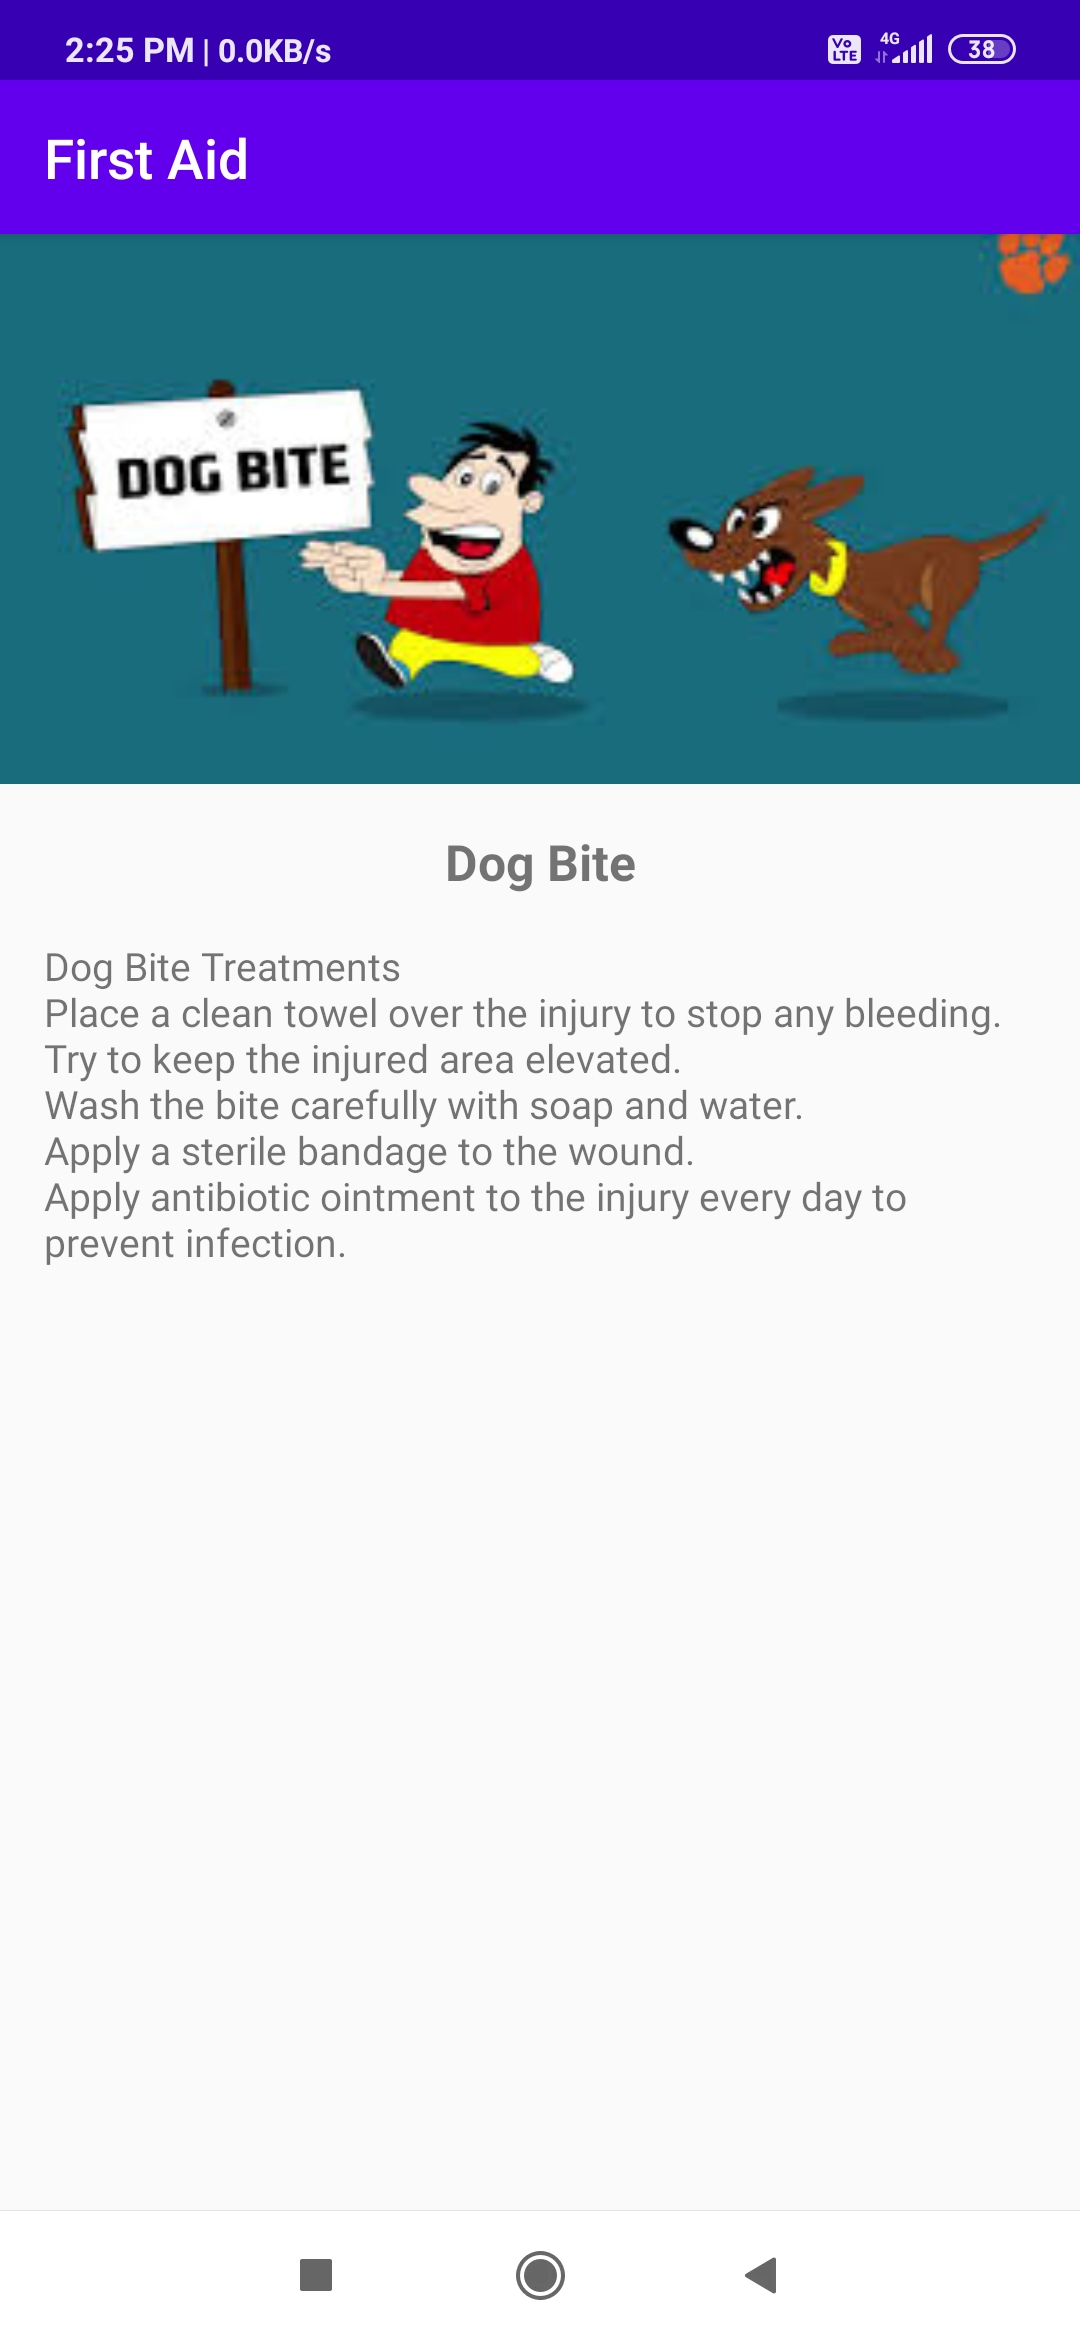 2:25 PM | 0.0KB/s
Vo
LTE
4G
38
First Aid
DOG BITE
Dog Bite
Dog Bite Treatments
Place a clean towel over the injury to stop any bleeding.
Try to keep the injured area elevated.
Wash the bite carefully with soap and water.
Apply a sterile bandage to the wound.
Apply antibiotic ointment to the injury every day to
prevent infection.